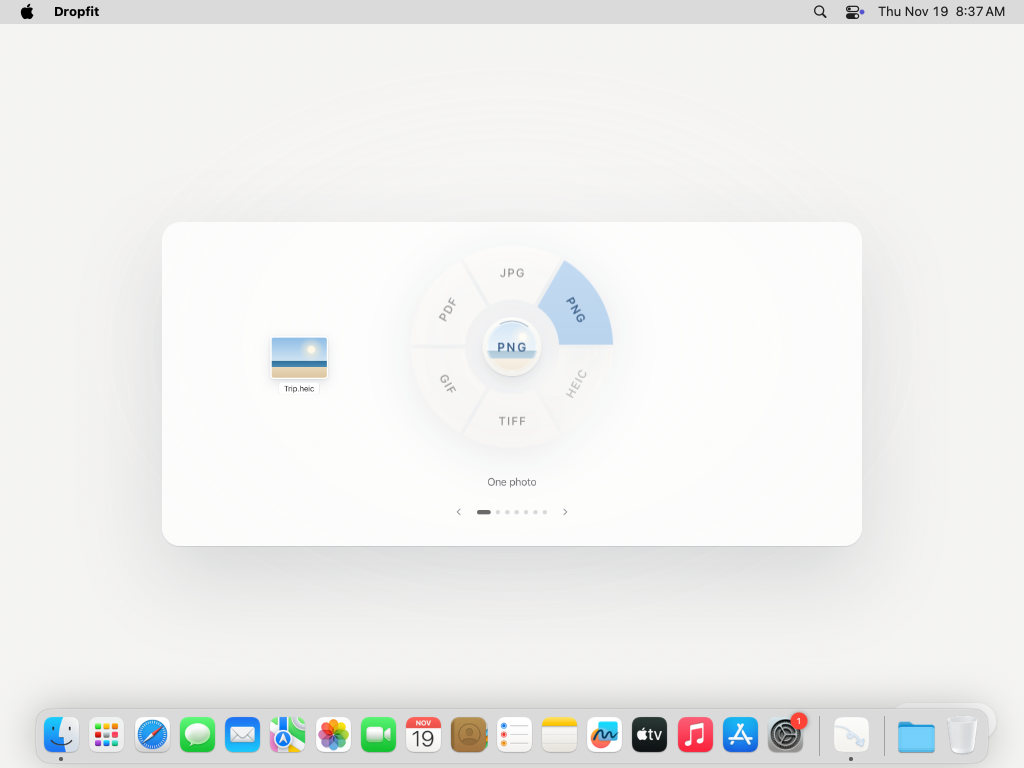 Dropfit
Thu Nov 19 8:37 AM
JPG
PDF
PNG
PNG
GIF
HEIC
TIFF
Trip.heic
One photo
NOV
19
tv
1